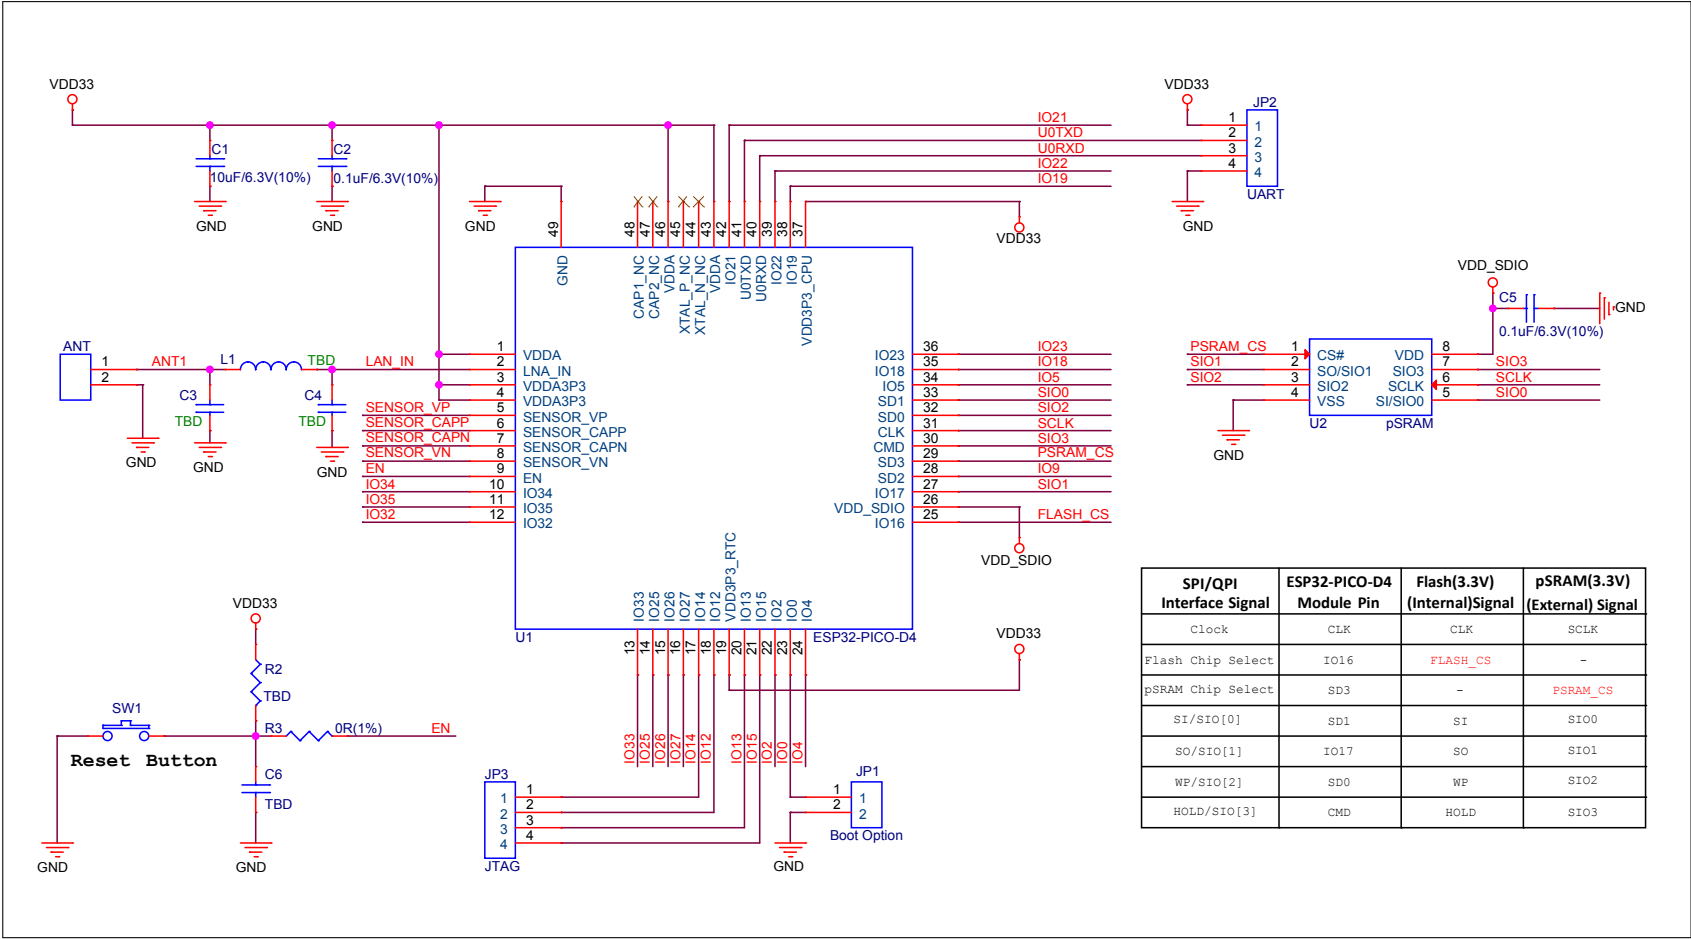 VDD33
C1
10uF/6.3V(10%)
GND
C2
0.1uF/6.3V(10%)
GND
GND
VDD33
IO21
U0TXD
U0RXD
IO22
IO19
VDD33
JP2
1
2
3
4
1
2
3
4
UART
GND
49
48
47
46
45
44
43
42
41
40
39
38
37
GND
CAP1_NC
CAP2_NC
VDDA
XTAL_P_NC
XTAL_N_NC
VDDA
IO21
U0TXD
U0RXD
IO22
IO19
VDD3P3_CPU
ANT
1
2
ANT1
L1
TBD
LAN_IN
C3
TBD
C4
TBD
GND
GND
GND
SENSOR_VP
SENSOR_CAPP
SENSOR_CAPN
SENSOR_VN
EN
IO34
IO35
IO32
1 VDDA
2 LNA_IN
3 VDDA3P3
4 VDDA3P3
5 SENSOR_VP
6 SENSOR_CAPP
7 SENSOR_CAPN
8 SENSOR_VN
9 EN
10 IO34
11 IO35
12 IO32
IO23 36 IO23
IO18 35 IO18
IO5 34 IO5
SD1 33 SIO0
SD0 32 SIO2
CLK 31 SCLK
CMD 30 SIO3
SD3 29 PSRAM_CS
SD2 28 IO9
IO17 27 SIO1
VDD_SDIO 26
IO16 25 FLASH_CS
VDD_SDIO
IO33
IO25
IO26
IO27
IO14
IO12
VDD3P3_RTC
IO13
IO15
IO2
IO0
IO4
U1
ESP32-PICO-D4
13
14
15
16
17
18
19
20
21
22
23
24
VDD33
IO33
IO25
IO26
IO27
IO14
IO12
IO13
IO15
IO2
IO0
IO4
VDD_SDIO
C5
GND
0.1uF/6.3V(10%)
PSRAM_CS 1 CS# VDD 8
SIO1 2 SO/SIO1 SIO3 7 SIO3
SIO2 3 SIO2 SCLK 6 SCLK
4 VSS SI/SIO0 5 SIO0
U2
pSRAM
GND
VDD33
R2
TBD
SW1
R3
0R(1%)
EN
Reset Button
C6
TBD
GND
GND
JP3
1
2
3
4
1
2
3
4
JTAG
JP1
1
2
1
2
Boot Option
GND
SPI/QPI Interface Signal ESP32-PICO-D4 Module Pin Flash(3.3V) (Internal)Signal pSRAM(3.3V) (External) Signal
Clock CLK CLK SCLK
Flash Chip Select IO16 FLASH_CS -
pSRAM Chip Select SD3 - PSRAM_CS
SI/SIO[0] SD1 SI SIO0
SO/SIO[1] IO17 SO SIO1
WP/SIO[2] SD0 WP SIO2
HOLD/SIO[3] CMD HOLD SIO3